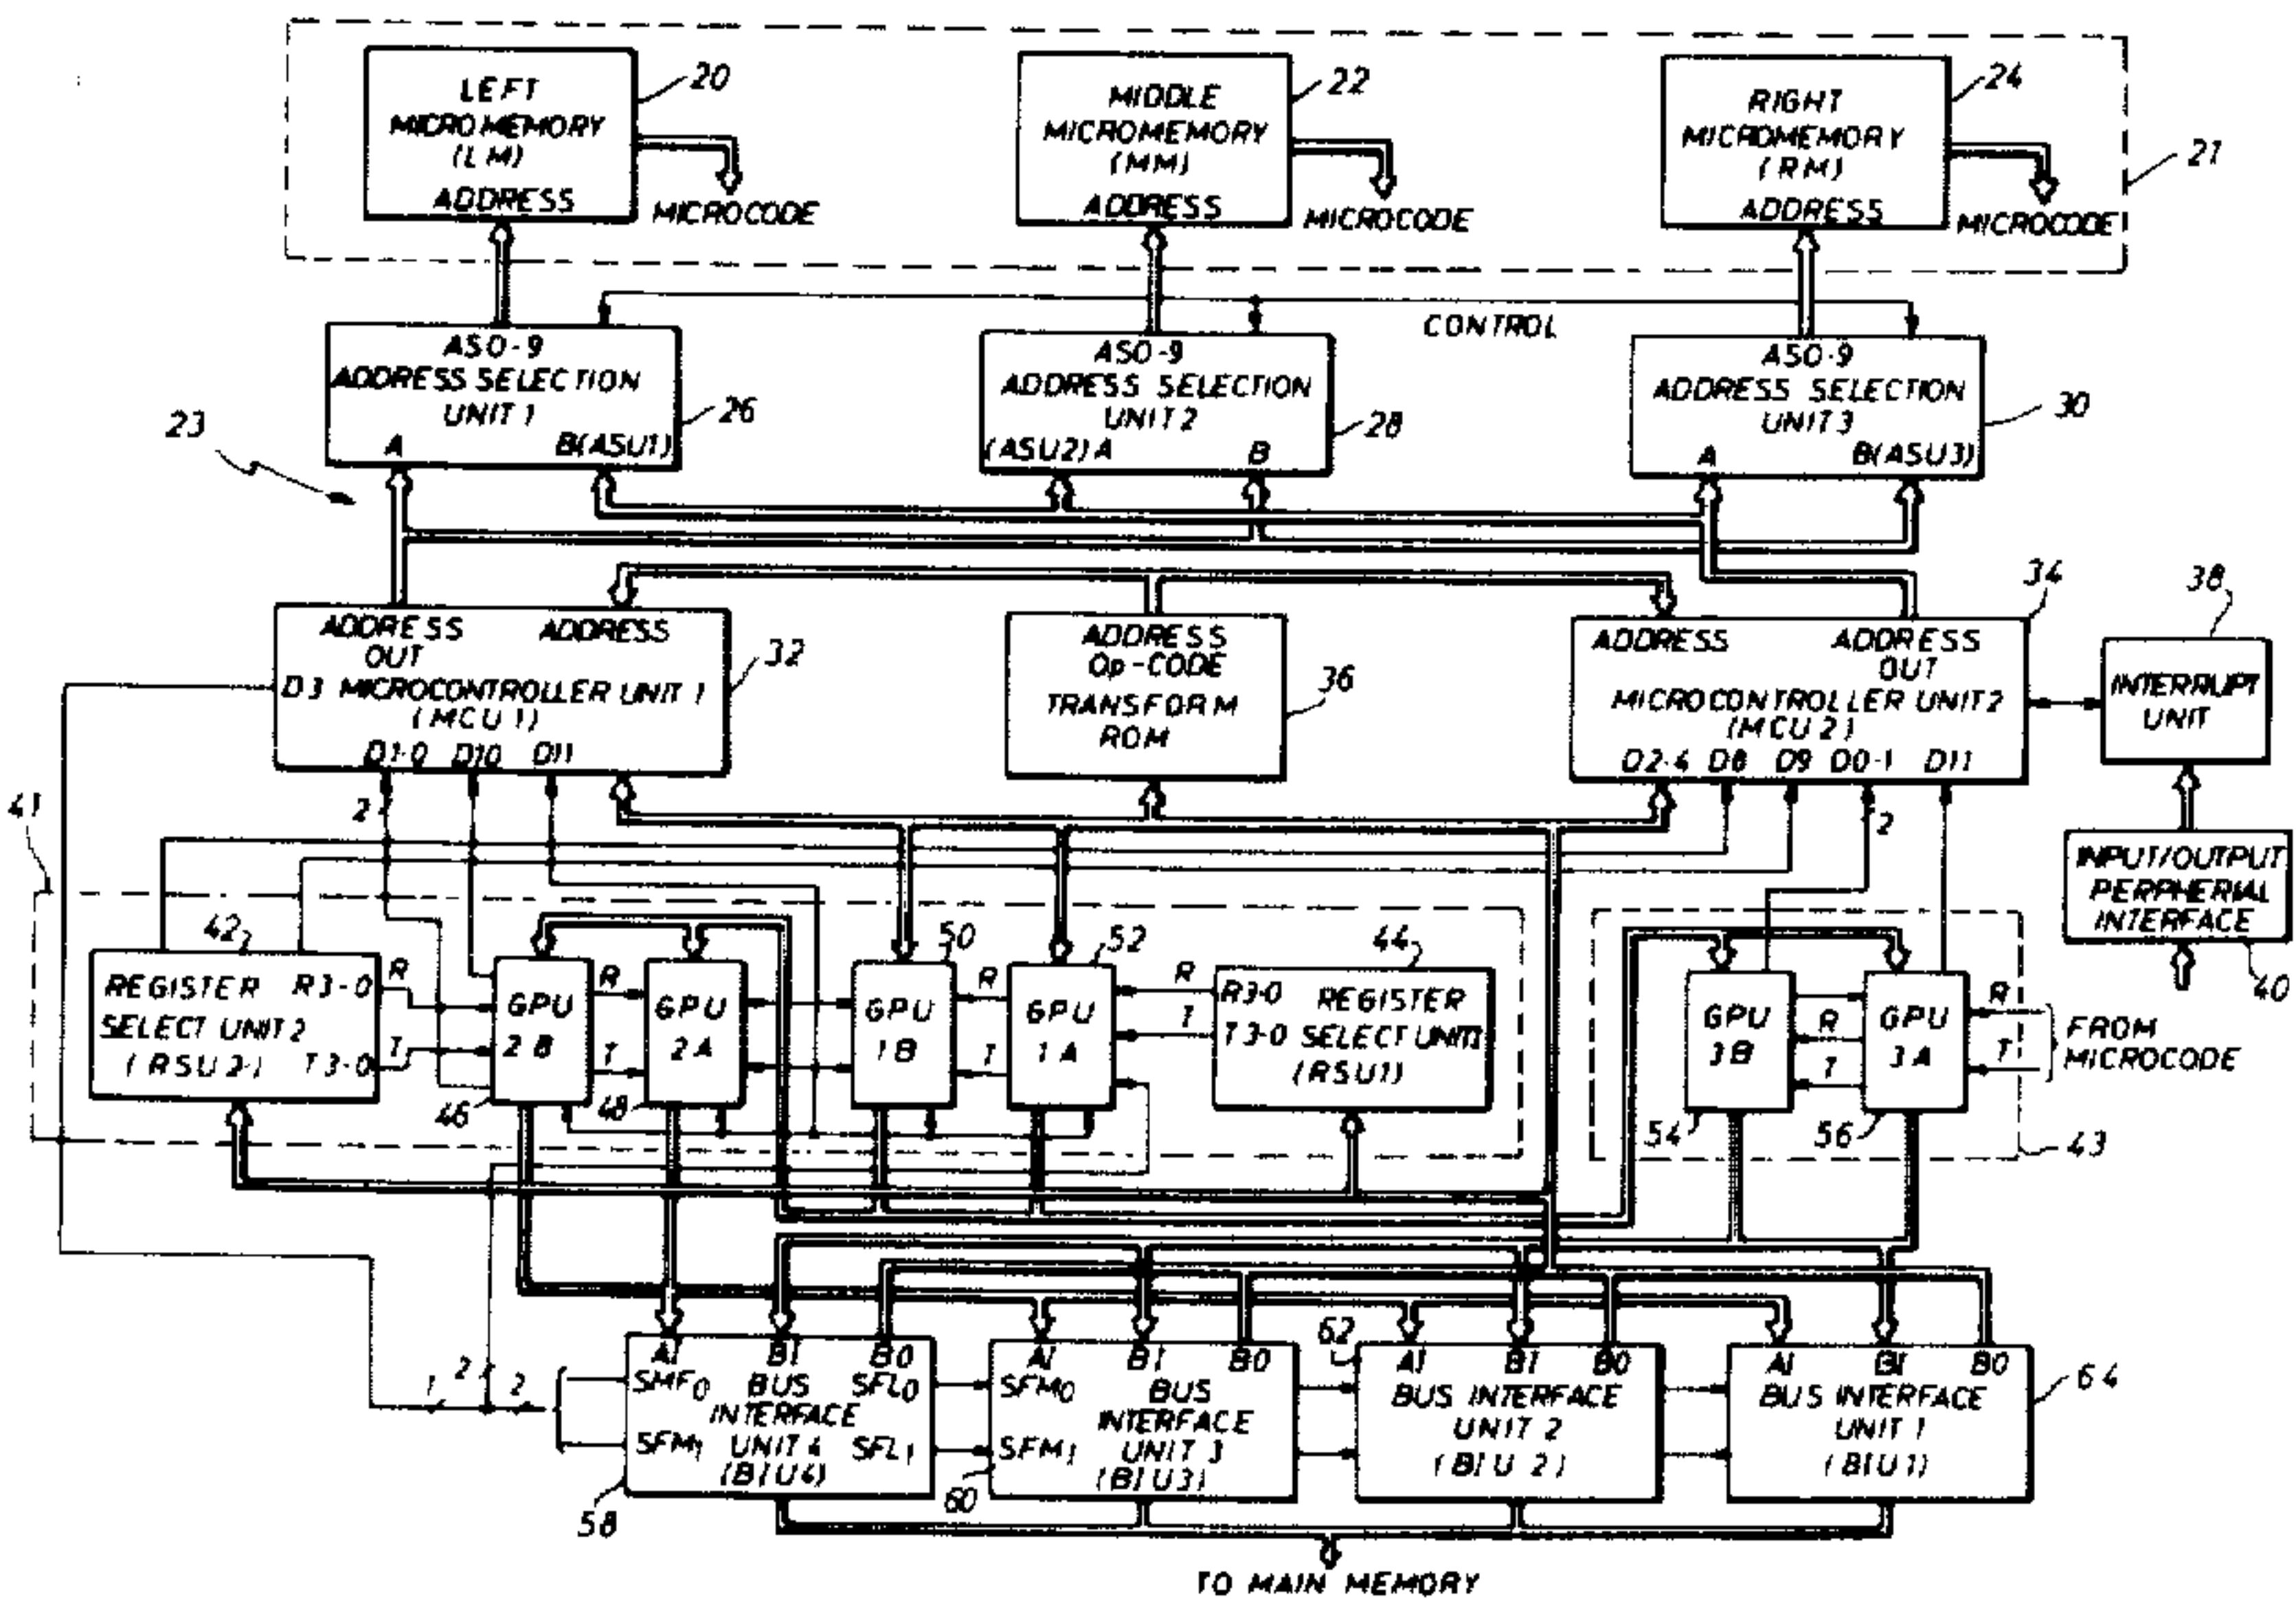 LEFT
MICROMEMORY
(LM)
ADDRESS
20
MICROCODE
MIDDLE
MICROMEMORY
(MM)
ADDRESS
22
MICROCODE
RIGHT
MICROMEMORY
(RM)
ADDRESS
24
MICROCODE
21
CONTROL
23
ASO-9
ADDRESS SELECTION
UNIT 1
A B(ASU1)
26
ASO-9
ADDRESS SELECTION
UNIT 2
(ASU2) A B
28
ASO-9
ADDRESS SELECTION
UNIT 3
A B(ASU3)
30
ADDRESS ADDRESS
OUT
D3 MICROCONTROLLER UNIT 1
(MCU 1)
D1-0 D10 D11
32
2
ADDRESS
Op-CODE
TRANSFORM
ROM
36
ADDRESS ADDRESS
OUT
MICROCONTROLLER UNIT 2
(MCU 2)
D2-4 D8 D9 D0-1 D11
34
2
38
INTERRUPT
UNIT
INPUT/OUTPUT
PERPHERIAL
INTERFACE
40
41
42
REGISTER R3-0
SELECT UNIT 2
(RSU2) T3-0
R
T
GPU
2B
46
R
T
GPU
2A
48
GPU
1B
50
R
T
GPU
1A
52
R
T
44
R3-0 REGISTER
T3-0 SELECT UNIT1
(RSU1)
GPU
3B
54
R
T
GPU
3A
56
R
T
FROM
MICROCODE
43
1 2 2
AI BI BO
SMF0 BUS SFL0
INTERFACE
SFM1 UNIT 4 SFL1
(BIU4)
58
AI BI BO
SFM0 BUS
INTERFACE
SFM1 UNIT 3
(BIU3)
60
62
AI BI BO
BUS INTERFACE
UNIT 2
(BIU 2)
AI BI BO
BUS INTERFACE
UNIT 1
(BIU1)
64
TO MAIN MEMORY